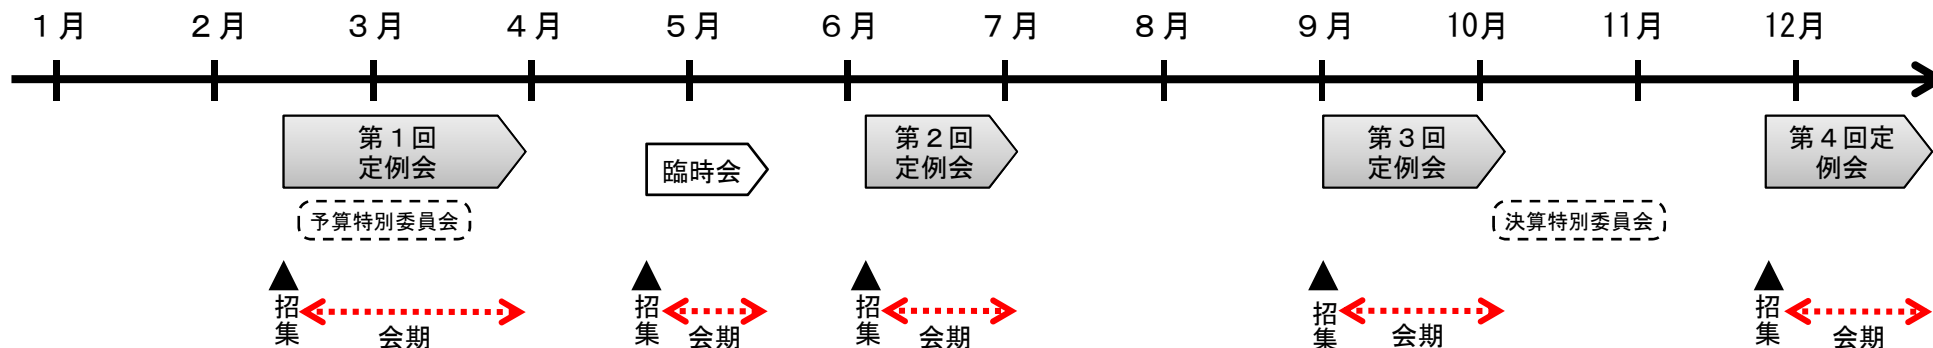 １月 ２月 ３月 ４月 ５月 ６月 ７月 ８月 ９月 10月 11月 12月
第１回
定例会
臨時会
第２回
定例会
第３回
定例会
第４回定
例会
予算特別委員会
決算特別委員会
招集
会期
招集
会期
招集
会期
招集
会期
招集
会期